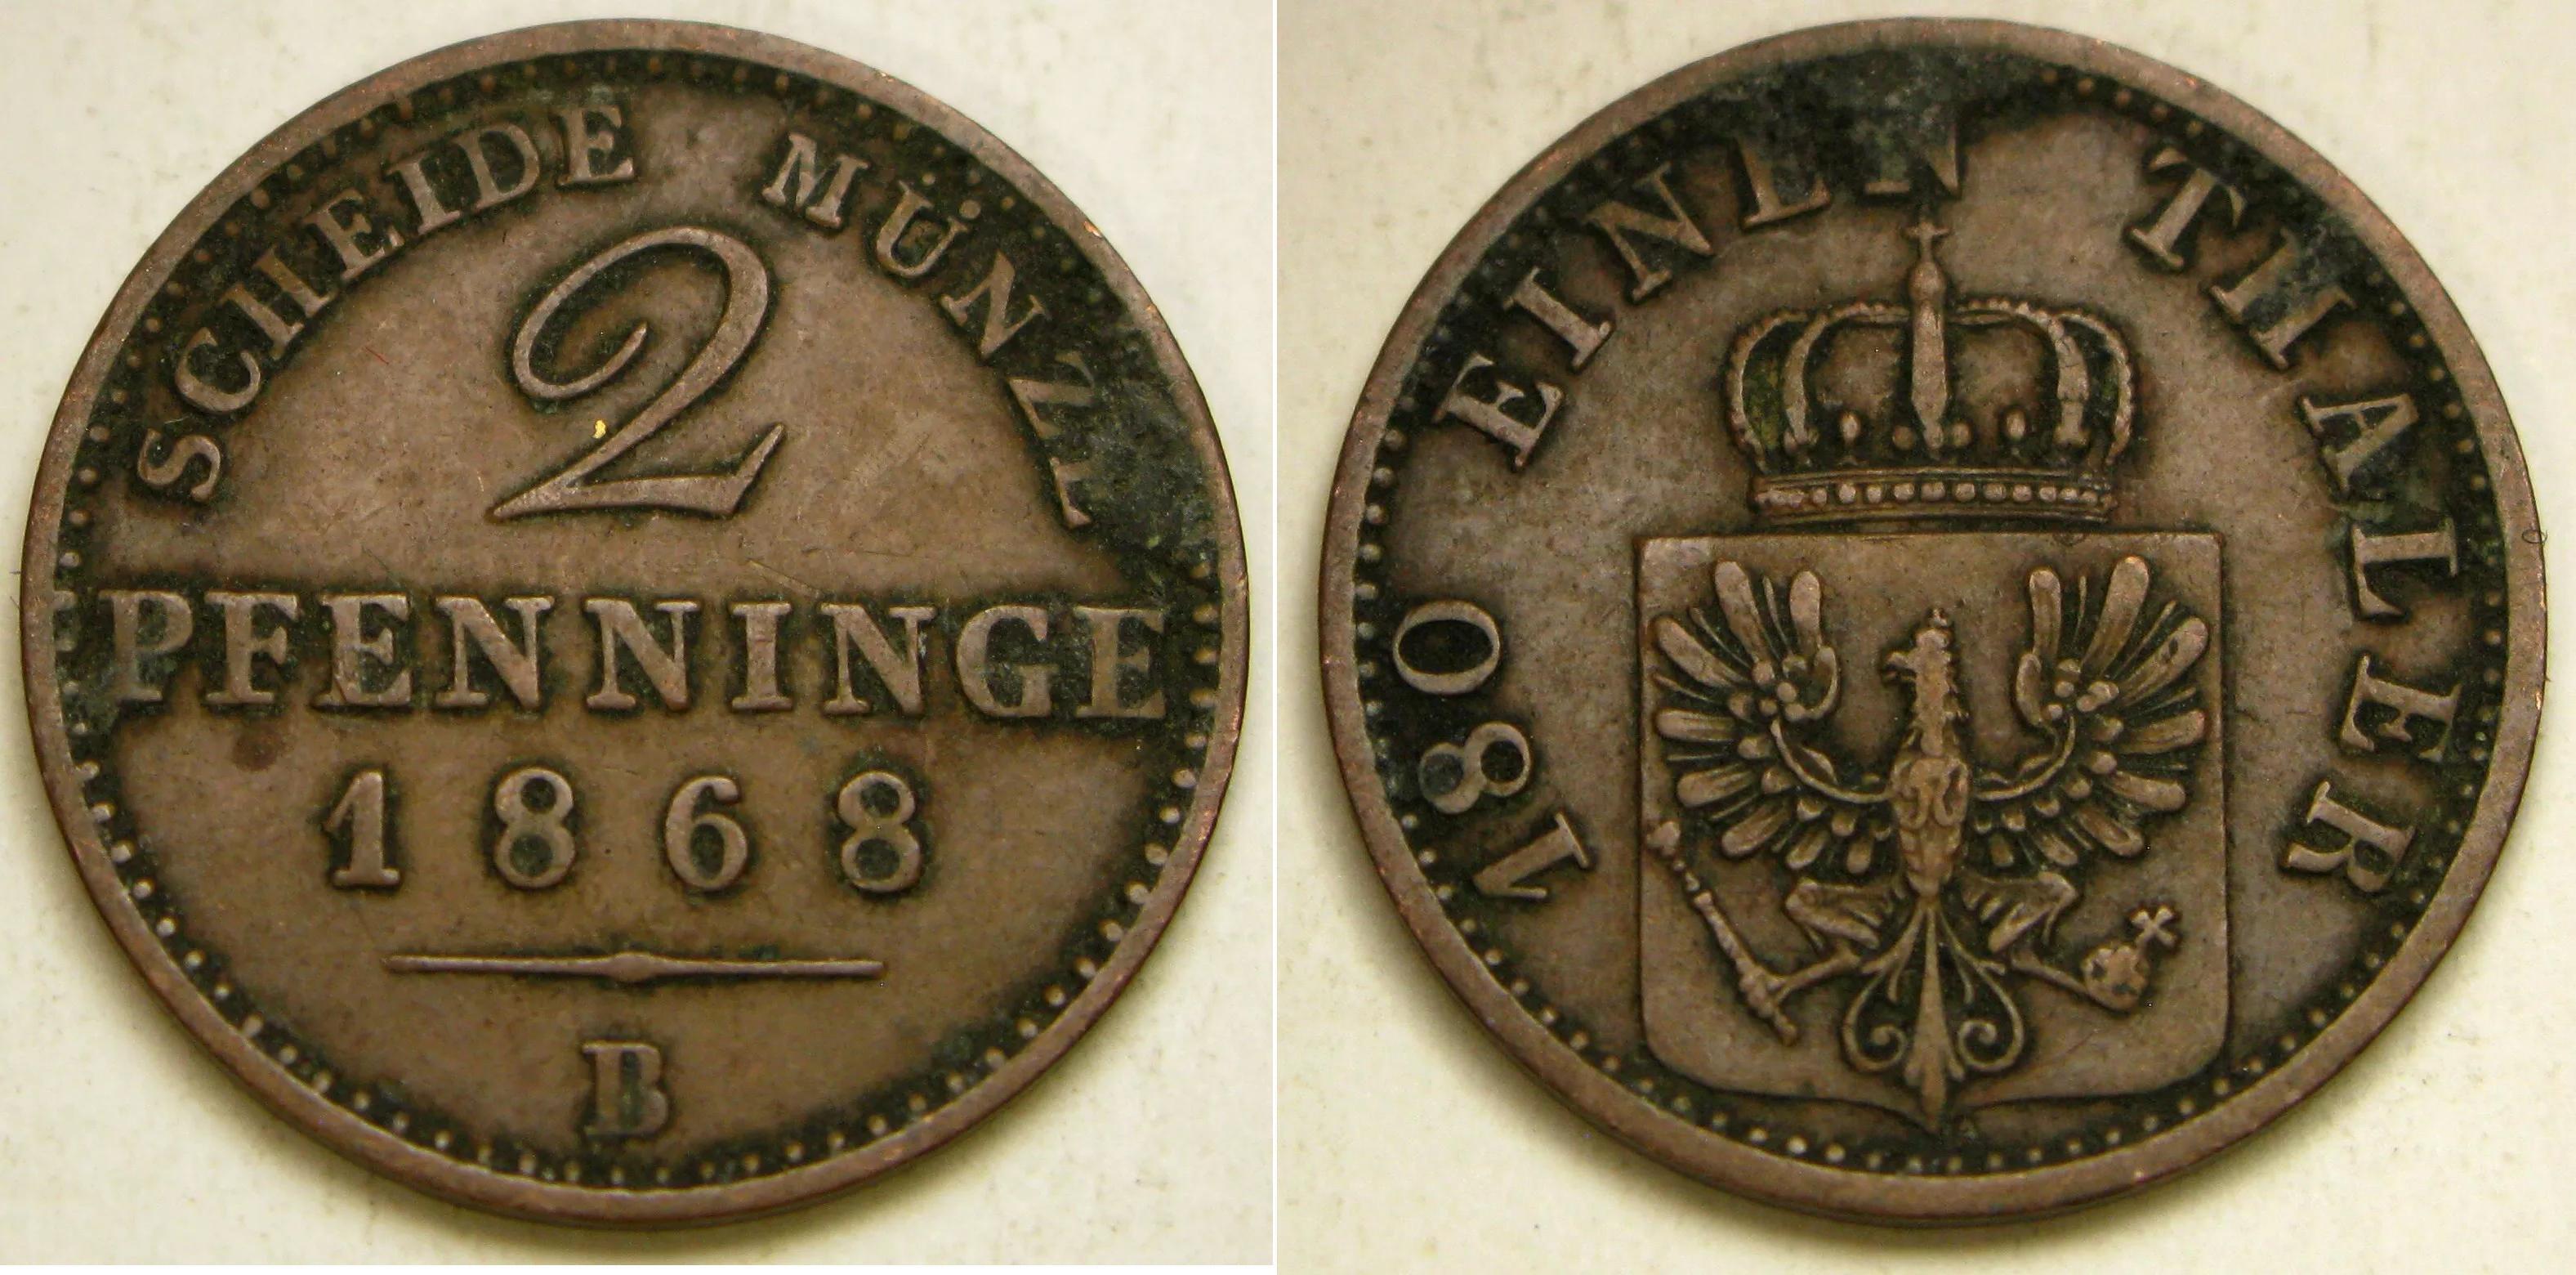 SCHEIDE MÜNZE
2
PFENNINGE
1868
B
180 EINEN THALER